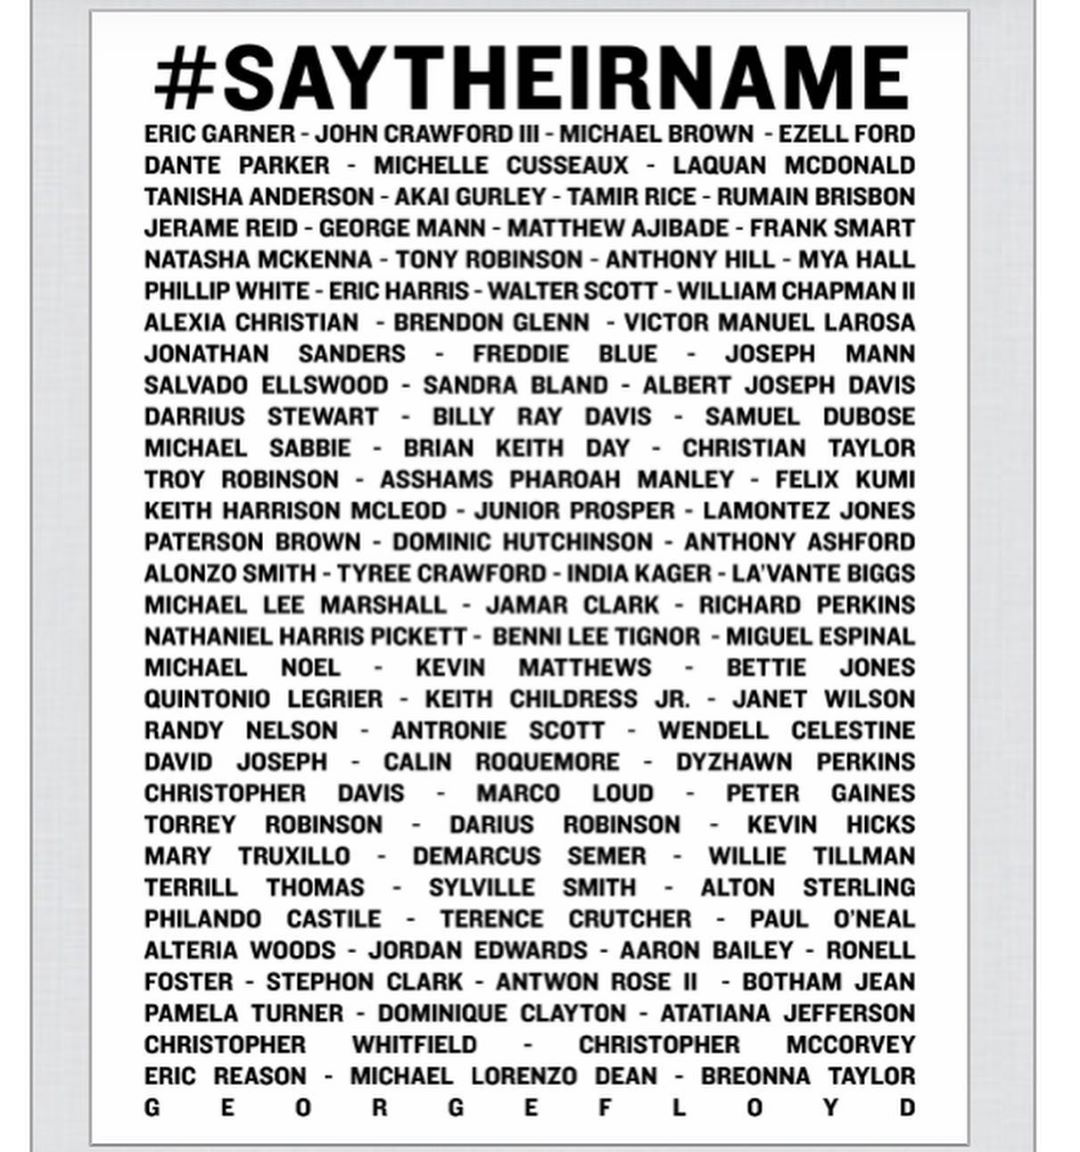 #SAYTHEIRNAME
ERIC GARNER - JOHN CRAWFORD III - MICHAEL BROWN - EZELL FORD
DANTE PARKER - MICHELLE CUSSEAUX - LAQUAN MCDONALD
TANISHA ANDERSON - AKAI GURLEY - TAMIR RICE - RUMAIN BRISBON
JERAME REID - GEORGE MANN - MATTHEW AJIBADE - FRANK SMART
NATASHA MCKENNA - TONY ROBINSON - ANTHONY HILL - MYA HALL
PHILLIP WHITE - ERIC HARRIS - WALTER SCOTT - WILLIAM CHAPMAN II
ALEXIA CHRISTIAN - BRENDON GLENN - VICTOR MANUEL LAROSA
JONATHAN SANDERS - FREDDIE BLUE - JOSEPH MANN
SALVADO ELLSWOOD - SANDRA BLAND - ALBERT JOSEPH DAVIS
DARRIUS STEWART - BILLY RAY DAVIS - SAMUEL DUBOSE
MICHAEL SABBIE - BRIAN KEITH DAY - CHRISTIAN TAYLOR
TROY ROBINSON - ASSHAMS PHAROAH MANLEY - FELIX KUMI
KEITH HARRISON MCLEOD - JUNIOR PROSPER - LAMONTEZ JONES
PATERSON BROWN - DOMINIC HUTCHINSON - ANTHONY ASHFORD
ALONZO SMITH - TYREE CRAWFORD - INDIA KAGER - LA'VANTE BIGGS
MICHAEL LEE MARSHALL - JAMAR CLARK - RICHARD PERKINS
NATHANIEL HARRIS PICKETT - BENNI LEE TIGNOR - MIGUEL ESPINAL
MICHAEL NOEL - KEVIN MATTHEWS - BETTIE JONES
QUINTONIO LEGRIER - KEITH CHILDRESS JR. - JANET WILSON
RANDY NELSON - ANTRONIE SCOTT - WENDELL CELESTINE
DAVID JOSEPH - CALIN ROQUEMORE - DYZHAWN PERKINS
CHRISTOPHER DAVIS - MARCO LOUD - PETER GAINES
TORREY ROBINSON - DARIUS ROBINSON - KEVIN HICKS
MARY TRUXILLO - DEMARCUS SEMER - WILLIE TILLMAN
TERRILL THOMAS - SYLVILLE SMITH - ALTON STERLING
PHILANDO CASTILE - TERENCE CRUTCHER - PAUL O'NEAL
ALTERIA WOODS - JORDAN EDWARDS - AARON BAILEY - RONELL
FOSTER - STEPHON CLARK - ANTWON ROSE II - BOTHAM JEAN
PAMELA TURNER - DOMINIQUE CLAYTON - ATATIANA JEFFERSON
CHRISTOPHER WHITFIELD - CHRISTOPHER MCCORVEY
ERIC REASON - MICHAEL LORENZO DEAN - BREONNA TAYLOR
G E O R G E F L O Y D